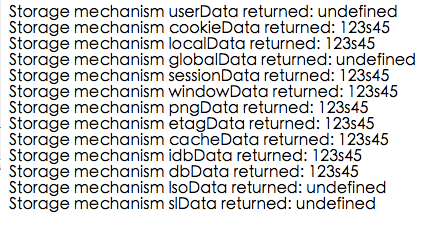 Storage mechanism userData returned: undefined
Storage mechanism cookieData returned: 123s45
Storage mechanism localData returned: 123s45
Storage mechanism globalData returned: undefined
Storage mechanism sessionData returned: 123s45
Storage mechanism windowData returned: 123s45
Storage mechanism pngData returned: 123s45
Storage mechanism etagData returned: 123s45
Storage mechanism cacheData returned: 123s45
Storage mechanism idbData returned: 123s45
Storage mechanism dbData returned: 123s45
Storage mechanism lsoData returned: undefined
Storage mechanism slData returned: undefined